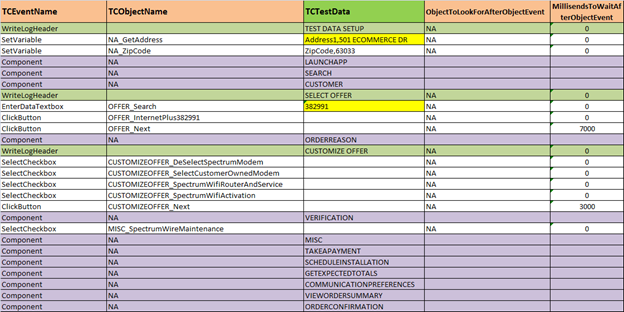 TCEventName TCObjectName TCTestData ObjectToLookForAfterObjectEvent MillisendsToWaitAfterObjectEvent
WriteLogHeader TEST DATA SETUP NA 0
SetVariable NA_GetAddress Address1,501 ECOMMERCE DR NA 0
SetVariable NA_ZipCode ZipCode,63033 NA 0
Component NA LAUNCHAPP
Component NA SEARCH
Component NA CUSTOMER
WriteLogHeader SELECT OFFER NA 0
EnterDataTextbox OFFER_Search 382991 NA 0
ClickButton OFFER_InternetPlus382991 NA 0
ClickButton OFFER_Next NA 7000
Component NA ORDERREASON
WriteLogHeader CUSTOMIZE OFFER NA 0
SelectCheckbox CUSTOMIZEOFFER_DeSelectSpectrumModem NA 0
SelectCheckbox CUSTOMIZEOFFER_SelectCustomerOwnedModem NA 0
SelectCheckbox CUSTOMIZEOFFER_SpectrumWifiRouterAndService NA 0
SelectCheckbox CUSTOMIZEOFFER_SpectrumWifiActivation NA 0
ClickButton CUSTOMIZEOFFER_Next NA 3000
Component NA VERIFICATION
SelectCheckbox MISC_SpectrumWireMaintenance NA 0
Component NA MISC
Component NA TAKEAPAYMENT
Component NA SCHEDULEINSTALLATION
Component NA GETEXPECTEDTOTALS
Component NA COMMUNICATIONPREFERENCES
Component NA VIEWORDERSUMMARY
Component NA ORDERCONFIRMATION